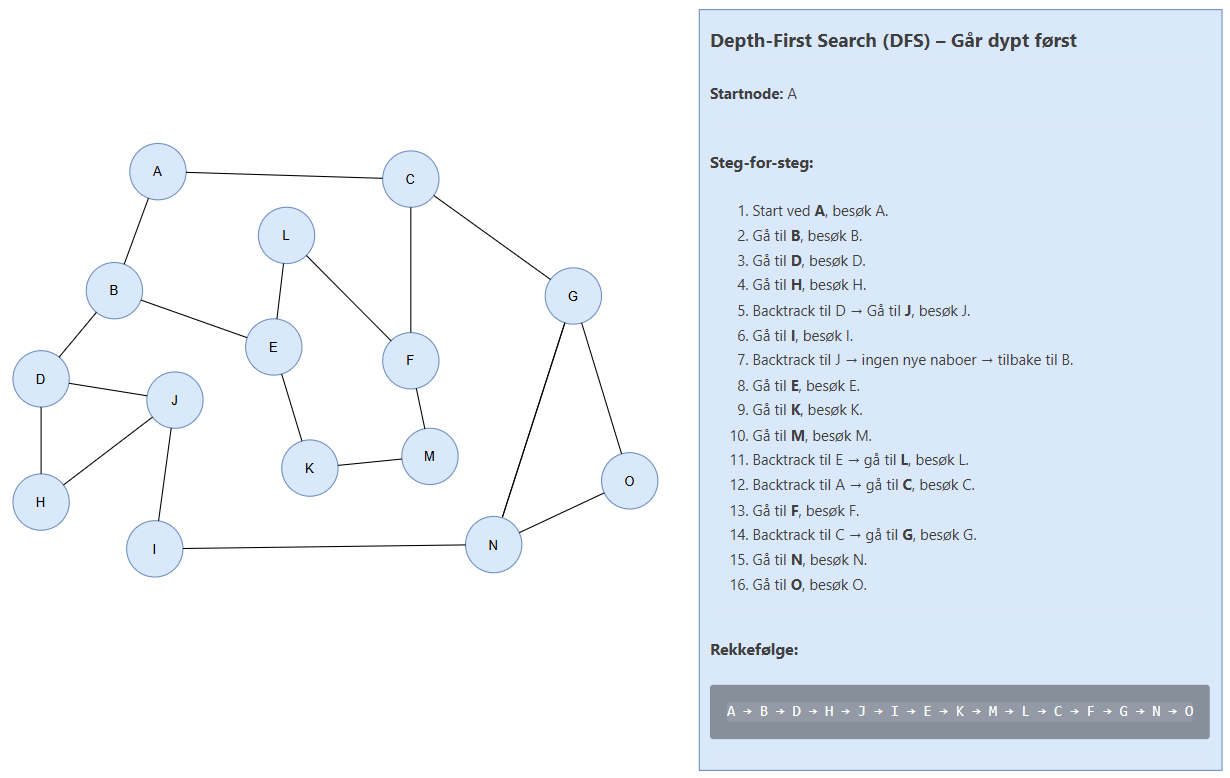 A
C
L
B
G
E
F
D
J
M
K
O
H
N
I
Depth-First Search (DFS) – Går dypt først
Startnode: A
Steg-for-steg:
1. Start ved A, besøk A.
2. Gå til B, besøk B.
3. Gå til D, besøk D.
4. Gå til H, besøk H.
5. Backtrack til D → Gå til J, besøk J.
6. Gå til I, besøk I.
7. Backtrack til J → ingen nye naboer → tilbake til B.
8. Gå til E, besøk E.
9. Gå til K, besøk K.
10. Gå til M, besøk M.
11. Backtrack til E → gå til L, besøk L.
12. Backtrack til A → gå til C, besøk C.
13. Gå til F, besøk F.
14. Backtrack til C → gå til G, besøk G.
15. Gå til N, besøk N.
16. Gå til O, besøk O.
Rekkefølge:
A → B → D → H → J → I → E → K → M → L → C → F → G → N → O